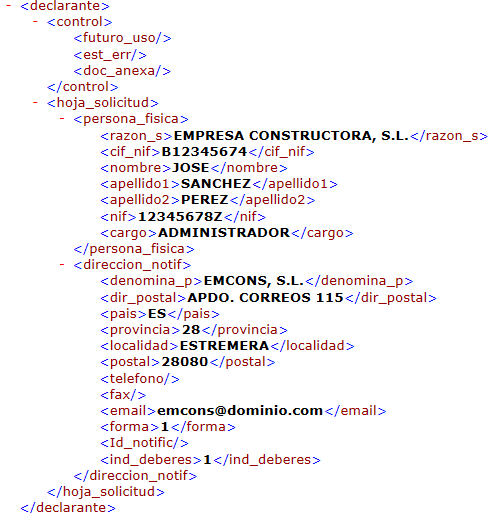 - <declarante>
- <control>
<futuro_uso/>
<est_err/>
<doc_anexa/>
</control>
- <hoja_solicitud>
- <persona_fisica>
<razon_s>EMPRESA CONSTRUCTORA, S.L.</razon_s>
<cif_nif>B12345674</cif_nif>
<nombre>JOSE</nombre>
<apellido1>SANCHEZ</apellido1>
<apellido2>PEREZ</apellido2>
<nif>12345678Z</nif>
<cargo>ADMINISTRADOR</cargo>
</persona_fisica>
- <direccion_notif>
<denomina_p>EMCONS, S.L.</denomina_p>
<dir_postal>APDO. CORREOS 115</dir_postal>
<pais>ES</pais>
<provincia>28</provincia>
<localidad>ESTREMERA</localidad>
<postal>28080</postal>
<telefono/>
<fax/>
<email>emcons@dominio.com</email>
<forma>1</forma>
<Id_notific/>
<ind_deberes>1</ind_deberes>
</direccion_notif>
</hoja_solicitud>
</declarante>